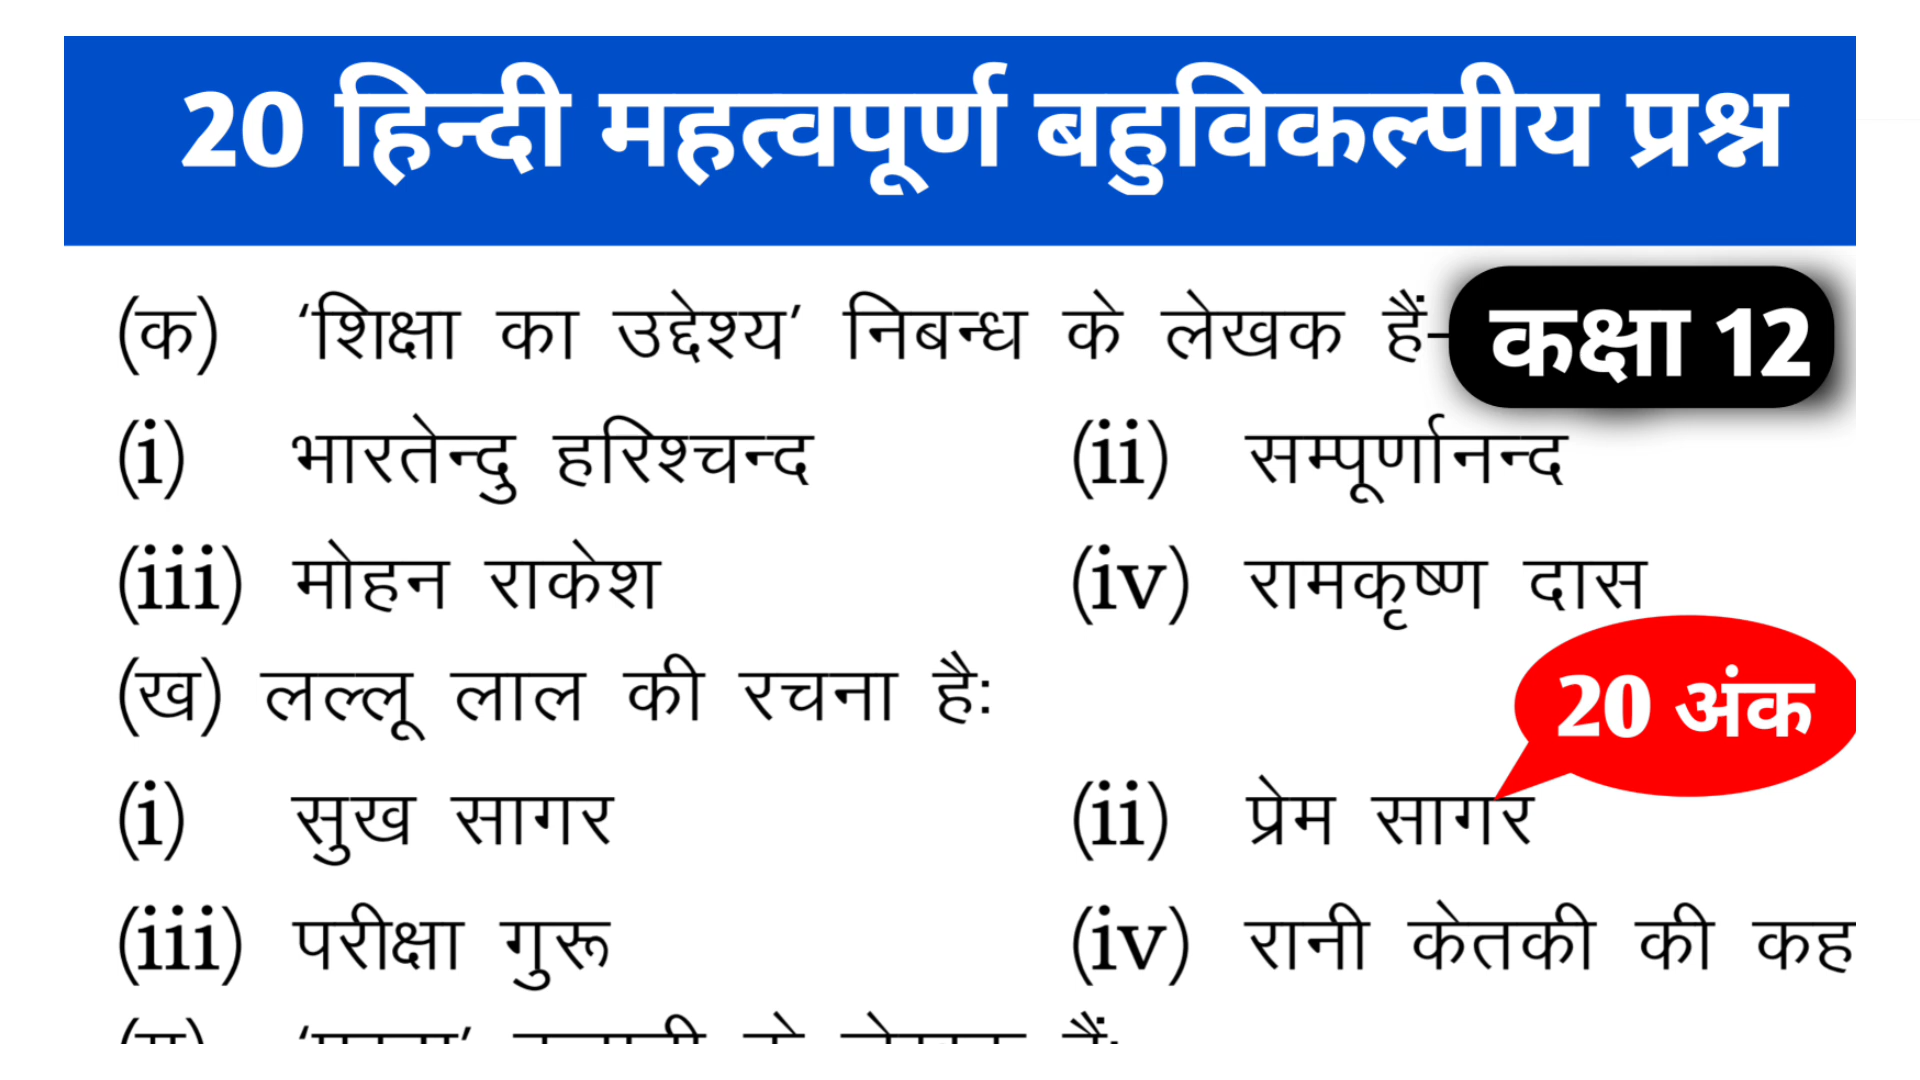 20 हिन्दी महत्वपूर्ण बहुविकल्पीय प्रश्न
(क) ‘शिक्षा का उद्देश्य’ निबन्ध के लेखक हैं–
कक्षा 12
(i) भारतेन्दु हरिश्चन्द (ii) सम्पूर्णानन्द
(iii) मोहन राकेश (iv) रामकृष्ण दास
(ख) लल्लू लाल की रचना हैः
20 अंक
(i) सुख सागर (ii) प्रेम सागर
(iii) परीक्षा गुरू (iv) रानी केतकी की कह